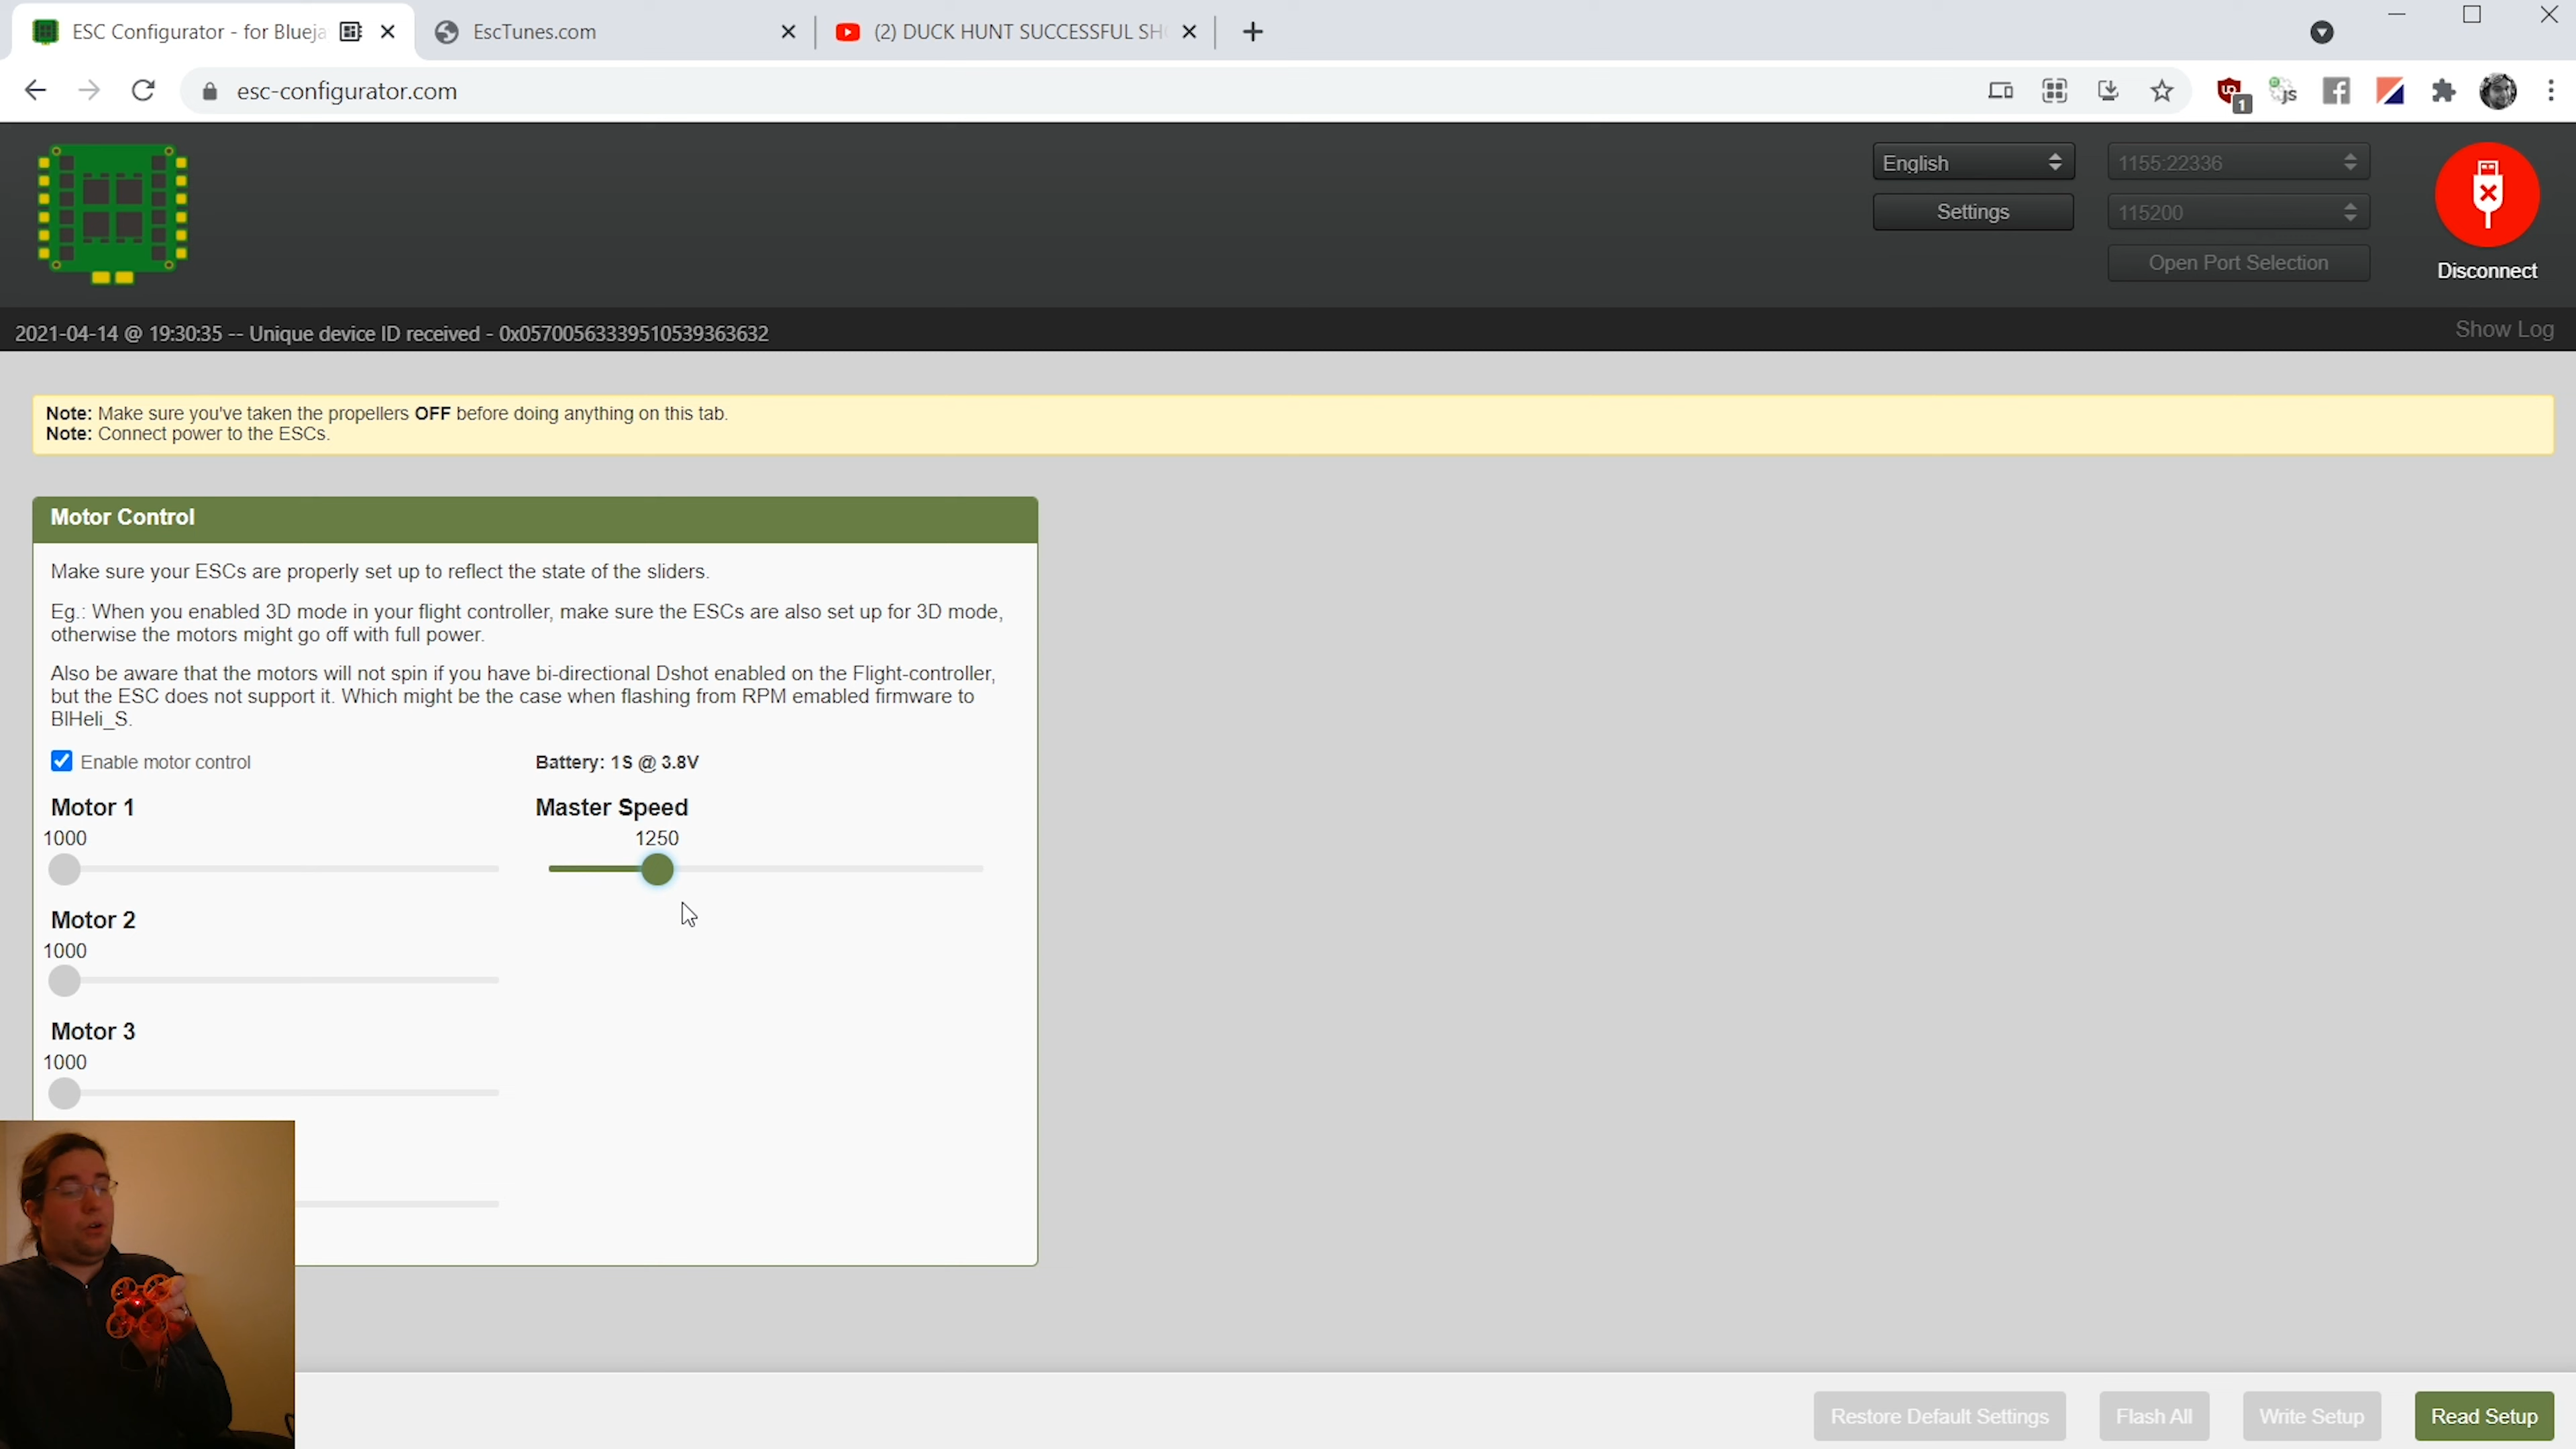 ESC Configurator - for Blueja
EscTunes.com
(2) DUCK HUNT SUCCESSFUL SH
esc-configurator.com
1
JS
English
1155:22336
Settings
115200
Open Port Selection
Disconnect
2021-04-14 @ 19:30:35 -- Unique device ID received - 0x05700563339510539363632
Show Log
Note: Make sure you've taken the propellers OFF before doing anything on this tab.
Note: Connect power to the ESCs.
Motor Control
Make sure your ESCs are properly set up to reflect the state of the sliders.
Eg.: When you enabled 3D mode in your flight controller, make sure the ESCs are also set up for 3D mode,
otherwise the motors might go off with full power.
Also be aware that the motors will not spin if you have bi-directional Dshot enabled on the Flight-controller,
but the ESC does not support it. Which might be the case when flashing from RPM emabled firmware to
BlHeli_S.
Enable motor control
Battery: 1S @ 3.8V
Motor 1
Master Speed
1000
1250
Motor 2
1000
Motor 3
1000
Restore Default Settings
Flash All
Write Setup
Read Setup